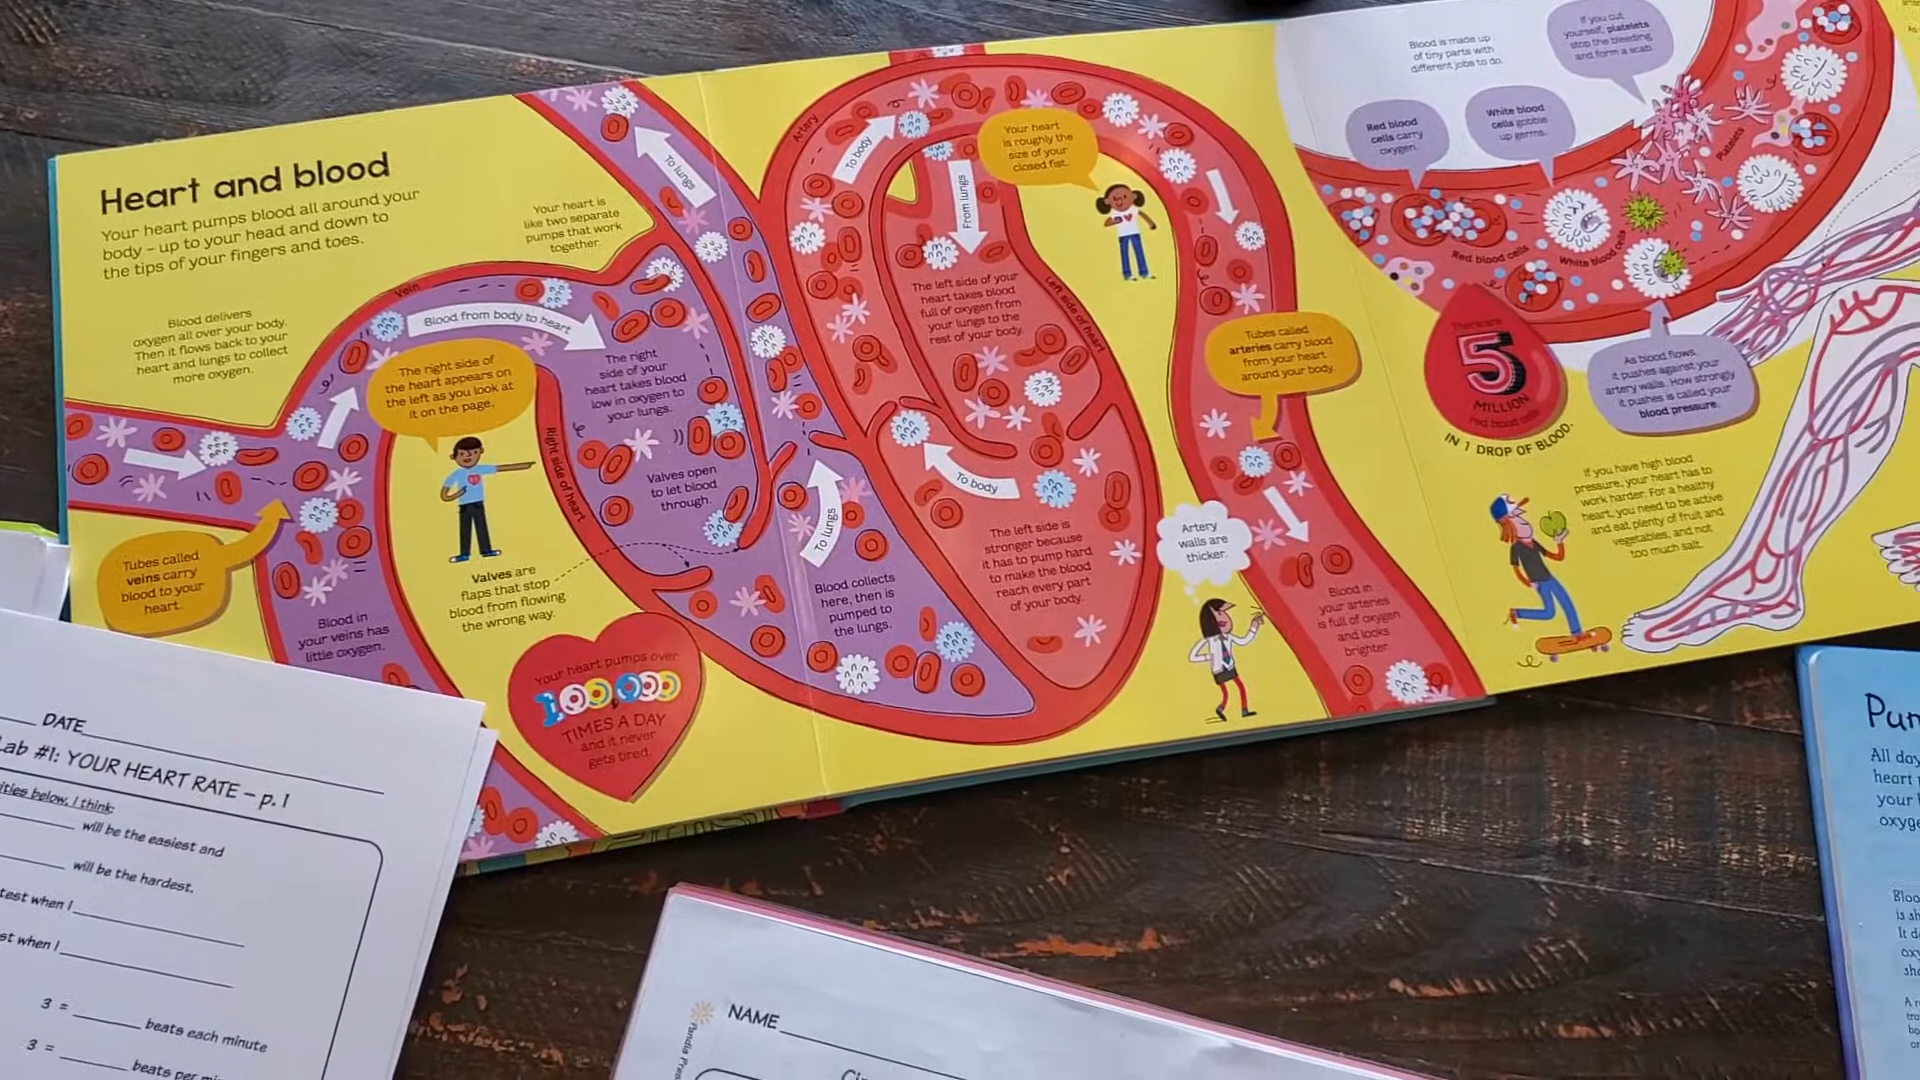 Heart and blood
Your heart pumps blood all around your
body – up to your head and down to
the tips of your fingers and toes.
Blood delivers
oxygen all over your body.
Then it flows back to your
heart and lungs to collect
more oxygen.
Your heart is
like two separate
pumps that work
together.
Vein
Blood from body to heart
To lungs
The right side of
the heart appears on
the left as you look at
it on the page.
The right
side of your
heart takes blood
low in oxygen to
your lungs.
Valves open
to let blood
through.
Right side of heart
Tubes called
veins carry
blood to your
heart.
Blood in
your veins has
little oxygen.
Valves are
flaps that stop
blood from flowing
the wrong way.
Your heart pumps over
100,000
TIMES A DAY
and it never
gets tired.
To lungs
Blood collects
here, then is
pumped to
the lungs.
Artery
To body
From lungs
Your heart
is roughly the
size of your
closed fist.
The left side of your
heart takes blood
full of oxygen from
your lungs to the
rest of your body.
Left side of heart
To body
The left side is
stronger because
it has to pump hard
to make the blood
reach every part
of your body.
Tubes called
arteries carry blood
from your heart
around your body.
Artery
walls are
thicker.
Blood in
your arteries
is full of oxygen
and looks
brighter.
Blood is made up
of tiny parts with
different jobs to do.
If you cut
yourself, platelets
stop the bleeding
and form a scab.
Red blood
cells carry
oxygen.
White blood
cells gobble
up germs.
Platelets
Red blood cells
White blood cells
There are
5
MILLION
red blood cells
IN 1 DROP OF BLOOD.
As blood flows,
it pushes against your
artery walls. How strongly
it pushes is called your
blood pressure.
If you have high blood
pressure, your heart has to
work harder. For a healthy
heart, you need to be active
and eat plenty of fruit and
vegetables, and not
too much salt.
DATE
Lab #1: YOUR HEART RATE – p. 1
ities below, I think:
will be the easiest and
will be the hardest.
test when I
st when I
3 = beats each minute
3 = beats per mi
NAME
All day
heart
your
oxyge